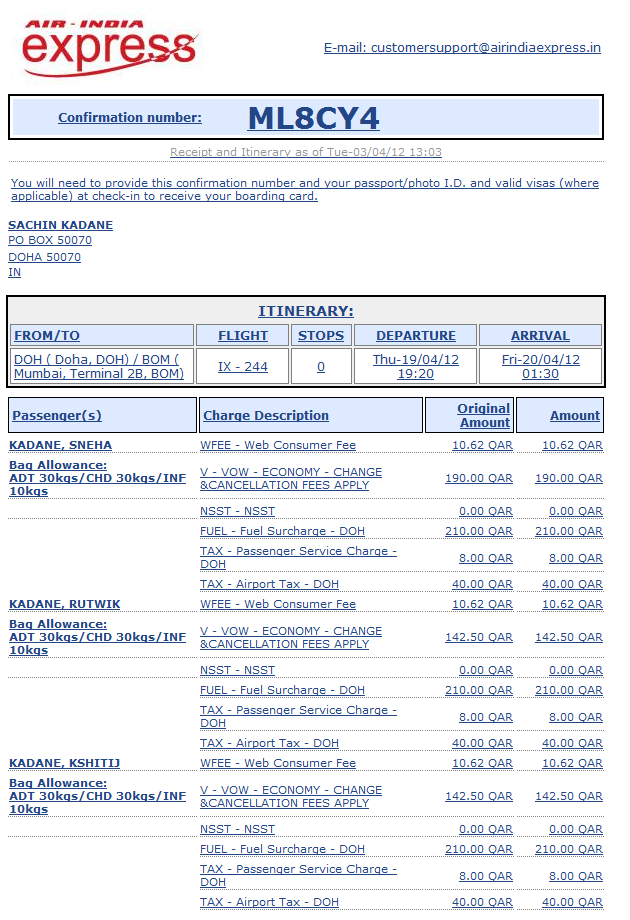 AIR-INDIA
express
E-mail: customersupport@airindiaexpress.in
Confirmation number: ML8CY4
Receipt and Itinerary as of Tue-03/04/12 13:03
You will need to provide this confirmation number and your passport/photo I.D. and valid visas (where
applicable) at check-in to receive your boarding card.
SACHIN KADANE
PO BOX 50070
DOHA 50070
IN
ITINERARY:
FROM/TO FLIGHT STOPS DEPARTURE ARRIVAL
DOH ( Doha, DOH) / BOM ( Mumbai, Terminal 2B, BOM) IX - 244 0 Thu-19/04/12 19:20 Fri-20/04/12 01:30
Passenger(s) Charge Description Original Amount Amount
KADANE, SNEHA WFEE - Web Consumer Fee 10.62 QAR 10.62 QAR
Bag Allowance:
ADT 30kgs/CHD 30kgs/INF
10kgs
V - VOW - ECONOMY - CHANGE
&CANCELLATION FEES APPLY 190.00 QAR 190.00 QAR
NSST - NSST 0.00 QAR 0.00 QAR
FUEL - Fuel Surcharge - DOH 210.00 QAR 210.00 QAR
TAX - Passenger Service Charge -
DOH 8.00 QAR 8.00 QAR
TAX - Airport Tax - DOH 40.00 QAR 40.00 QAR
KADANE, RUTWIK WFEE - Web Consumer Fee 10.62 QAR 10.62 QAR
Bag Allowance:
ADT 30kgs/CHD 30kgs/INF
10kgs
V - VOW - ECONOMY - CHANGE
&CANCELLATION FEES APPLY 142.50 QAR 142.50 QAR
NSST - NSST 0.00 QAR 0.00 QAR
FUEL - Fuel Surcharge - DOH 210.00 QAR 210.00 QAR
TAX - Passenger Service Charge -
DOH 8.00 QAR 8.00 QAR
TAX - Airport Tax - DOH 40.00 QAR 40.00 QAR
KADANE, KSHITIJ WFEE - Web Consumer Fee 10.62 QAR 10.62 QAR
Bag Allowance:
ADT 30kgs/CHD 30kgs/INF
10kgs
V - VOW - ECONOMY - CHANGE
&CANCELLATION FEES APPLY 142.50 QAR 142.50 QAR
NSST - NSST 0.00 QAR 0.00 QAR
FUEL - Fuel Surcharge - DOH 210.00 QAR 210.00 QAR
TAX - Passenger Service Charge -
DOH 8.00 QAR 8.00 QAR
TAX - Airport Tax - DOH 40.00 QAR 40.00 QAR